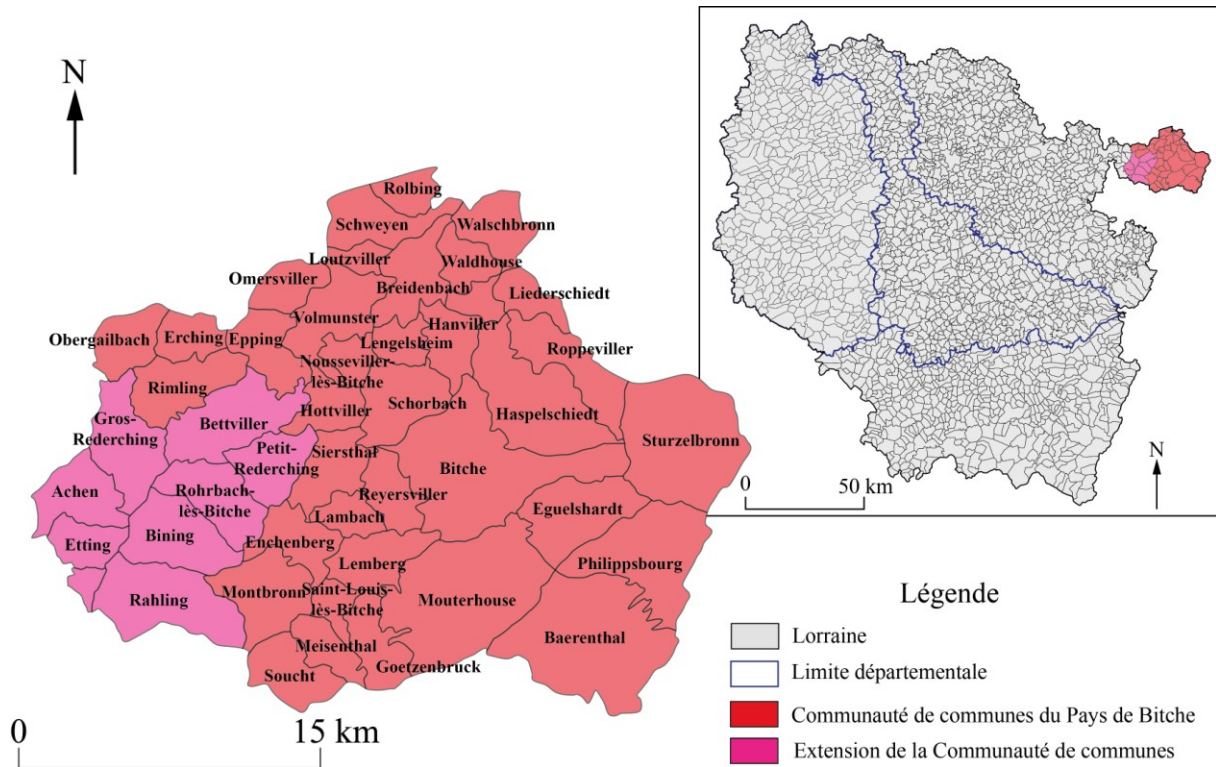 N
Rolbing
Schweyen
Walschbronn
Loutzviller
Waldhouse
Omersviller
Breidenbach
Liederschiedt
Volmunster
Hanviller
Obergailbach
Erching
Epping
Lengelsheim
Roppeviller
Nousseviller-
lès-Bitche
Rimling
Schorbach
Haspelschiedt
Hottviller
Gros-
Rederching
Bettviller
Sturzelbronn
Petit-
Rederching
Siersthal
Bitche
Achen
Rohrbach-
lès-Bitche
Reyersviller
Eguelshardt
Lambach
Etting
Bining
Enchenberg
Lemberg
Philippsbourg
Rahling
Montbronn
Saint-Louis-
lès-Bitche
Mouterhouse
Baerenthal
Meisenthal
Soucht
Goetzenbruck
0 15 km
N
0 50 km
Légende
Lorraine
Limite départementale
Communauté de communes du Pays de Bitche
Extension de la Communauté de communes